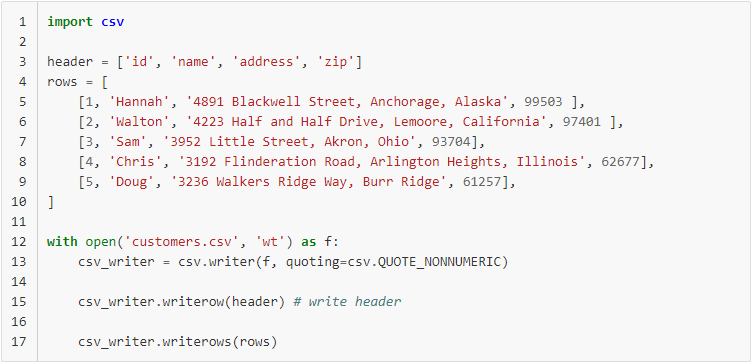 1 import csv
2
3 header = ['id', 'name', 'address', 'zip']
4 rows = [
5     [1, 'Hannah', '4891 Blackwell Street, Anchorage, Alaska', 99503 ],
6     [2, 'Walton', '4223 Half and Half Drive, Lemoore, California', 97401 ],
7     [3, 'Sam', '3952 Little Street, Akron, Ohio', 93704],
8     [4, 'Chris', '3192 Flinderation Road, Arlington Heights, Illinois', 62677],
9     [5, 'Doug', '3236 Walkers Ridge Way, Burr Ridge', 61257],
10 ]
11
12 with open('customers.csv', 'wt') as f:
13     csv_writer = csv.writer(f, quoting=csv.QUOTE_NONNUMERIC)
14
15     csv_writer.writerow(header) # write header
16
17     csv_writer.writerows(rows)